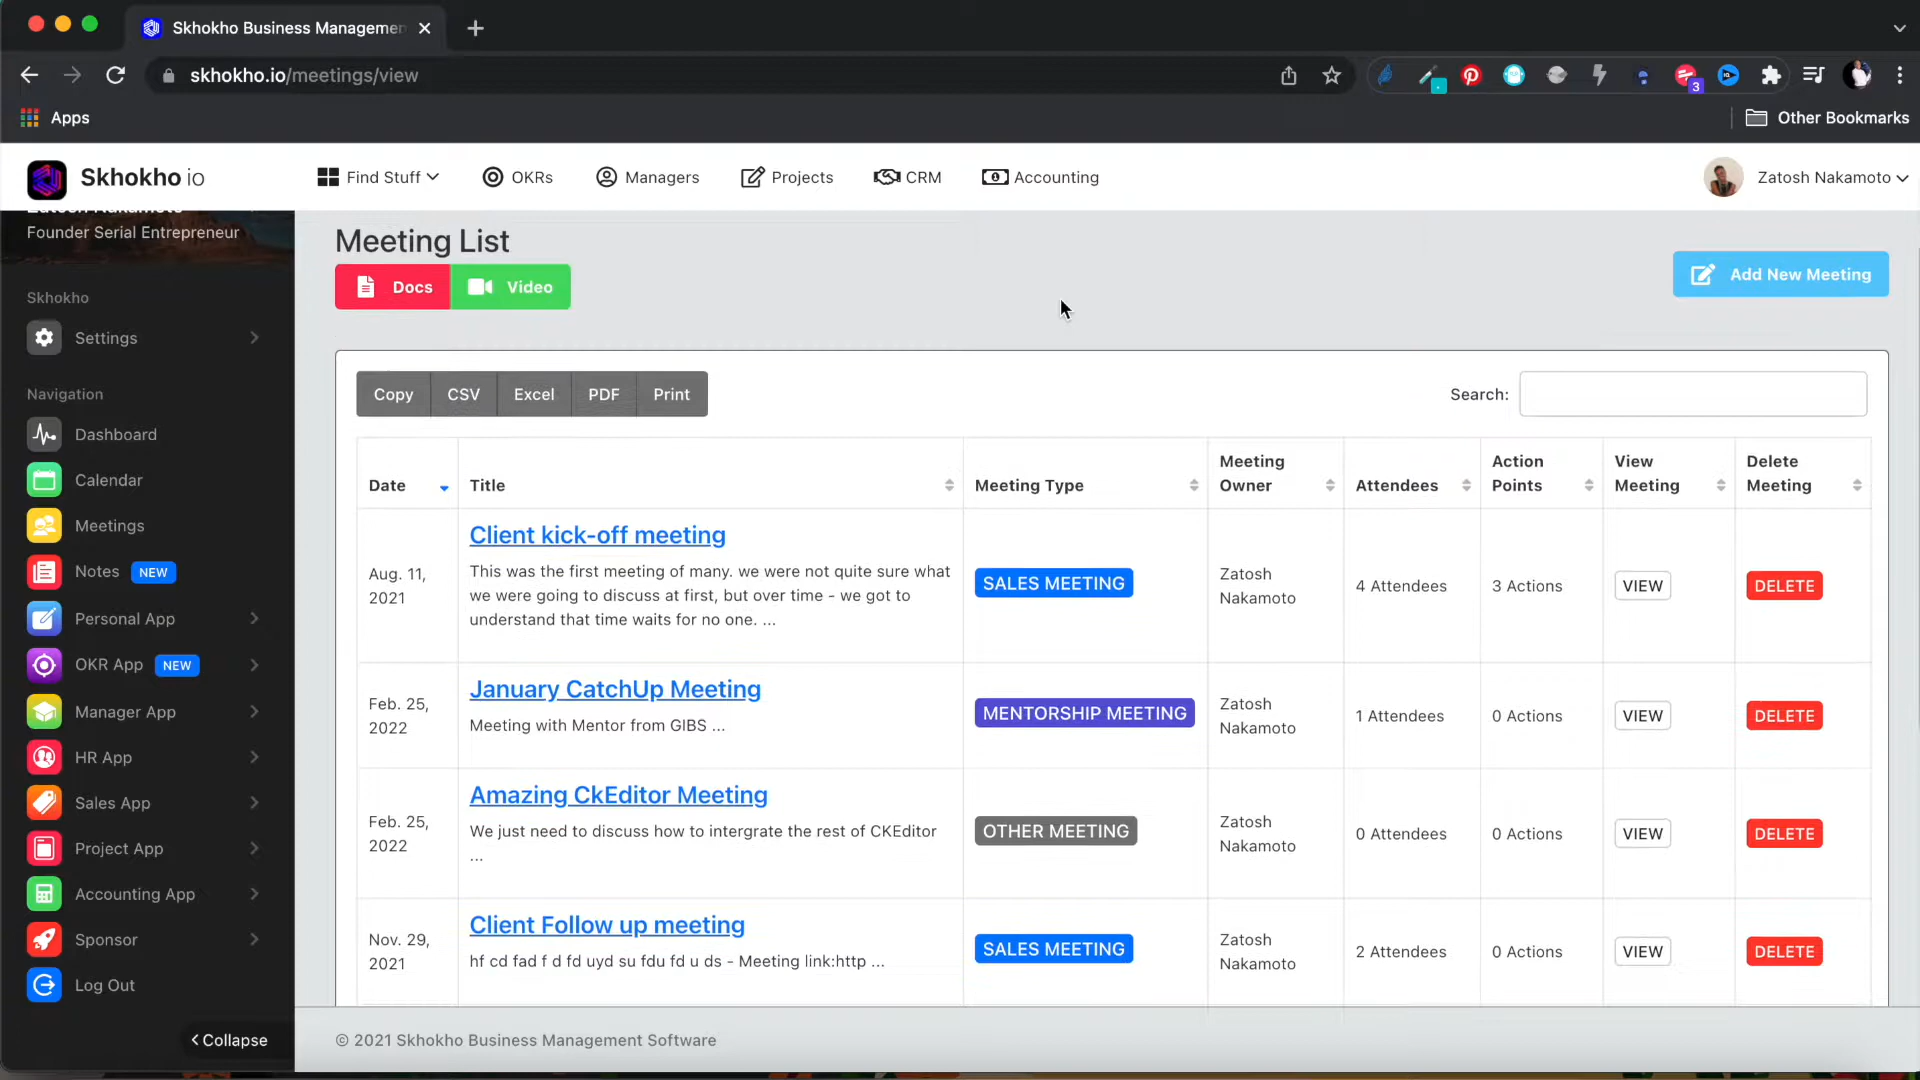 Skhokho Business Managemen
skhokho.io/meetings/view
3
Apps
Other Bookmarks
Skhokho io
Find Stuff
OKRs
Managers
Projects
CRM
Accounting
Zatosh Nakamoto
Zatosh Nakamoto
Founder Serial Entrepreneur
Skhokho
Settings
Navigation
Dashboard
Calendar
Meetings
Notes NEW
Personal App
OKR App NEW
Manager App
HR App
Sales App
Project App
Accounting App
Sponsor
Log Out
Collapse
Meeting List
Docs
Video
Add New Meeting
Copy
CSV
Excel
PDF
Print
Search:
Date
Title
Meeting Type
Meeting
Owner
Attendees
Action
Points
View
Meeting
Delete
Meeting
Aug. 11,
2021
Client kick-off meeting
This was the first meeting of many. we were not quite sure what
we were going to discuss at first, but over time - we got to
understand that time waits for no one. ...
SALES MEETING
Zatosh
Nakamoto
4 Attendees
3 Actions
VIEW
DELETE
Feb. 25,
2022
January CatchUp Meeting
Meeting with Mentor from GIBS ...
MENTORSHIP MEETING
Zatosh
Nakamoto
1 Attendees
0 Actions
VIEW
DELETE
Feb. 25,
2022
Amazing CkEditor Meeting
We just need to discuss how to intergrate the rest of CKEditor
...
OTHER MEETING
Zatosh
Nakamoto
0 Attendees
0 Actions
VIEW
DELETE
Nov. 29,
2021
Client Follow up meeting
hf cd fad f d fd uyd su fdu fd u ds - Meeting link:http ...
SALES MEETING
Zatosh
Nakamoto
2 Attendees
0 Actions
VIEW
DELETE
© 2021 Skhokho Business Management Software